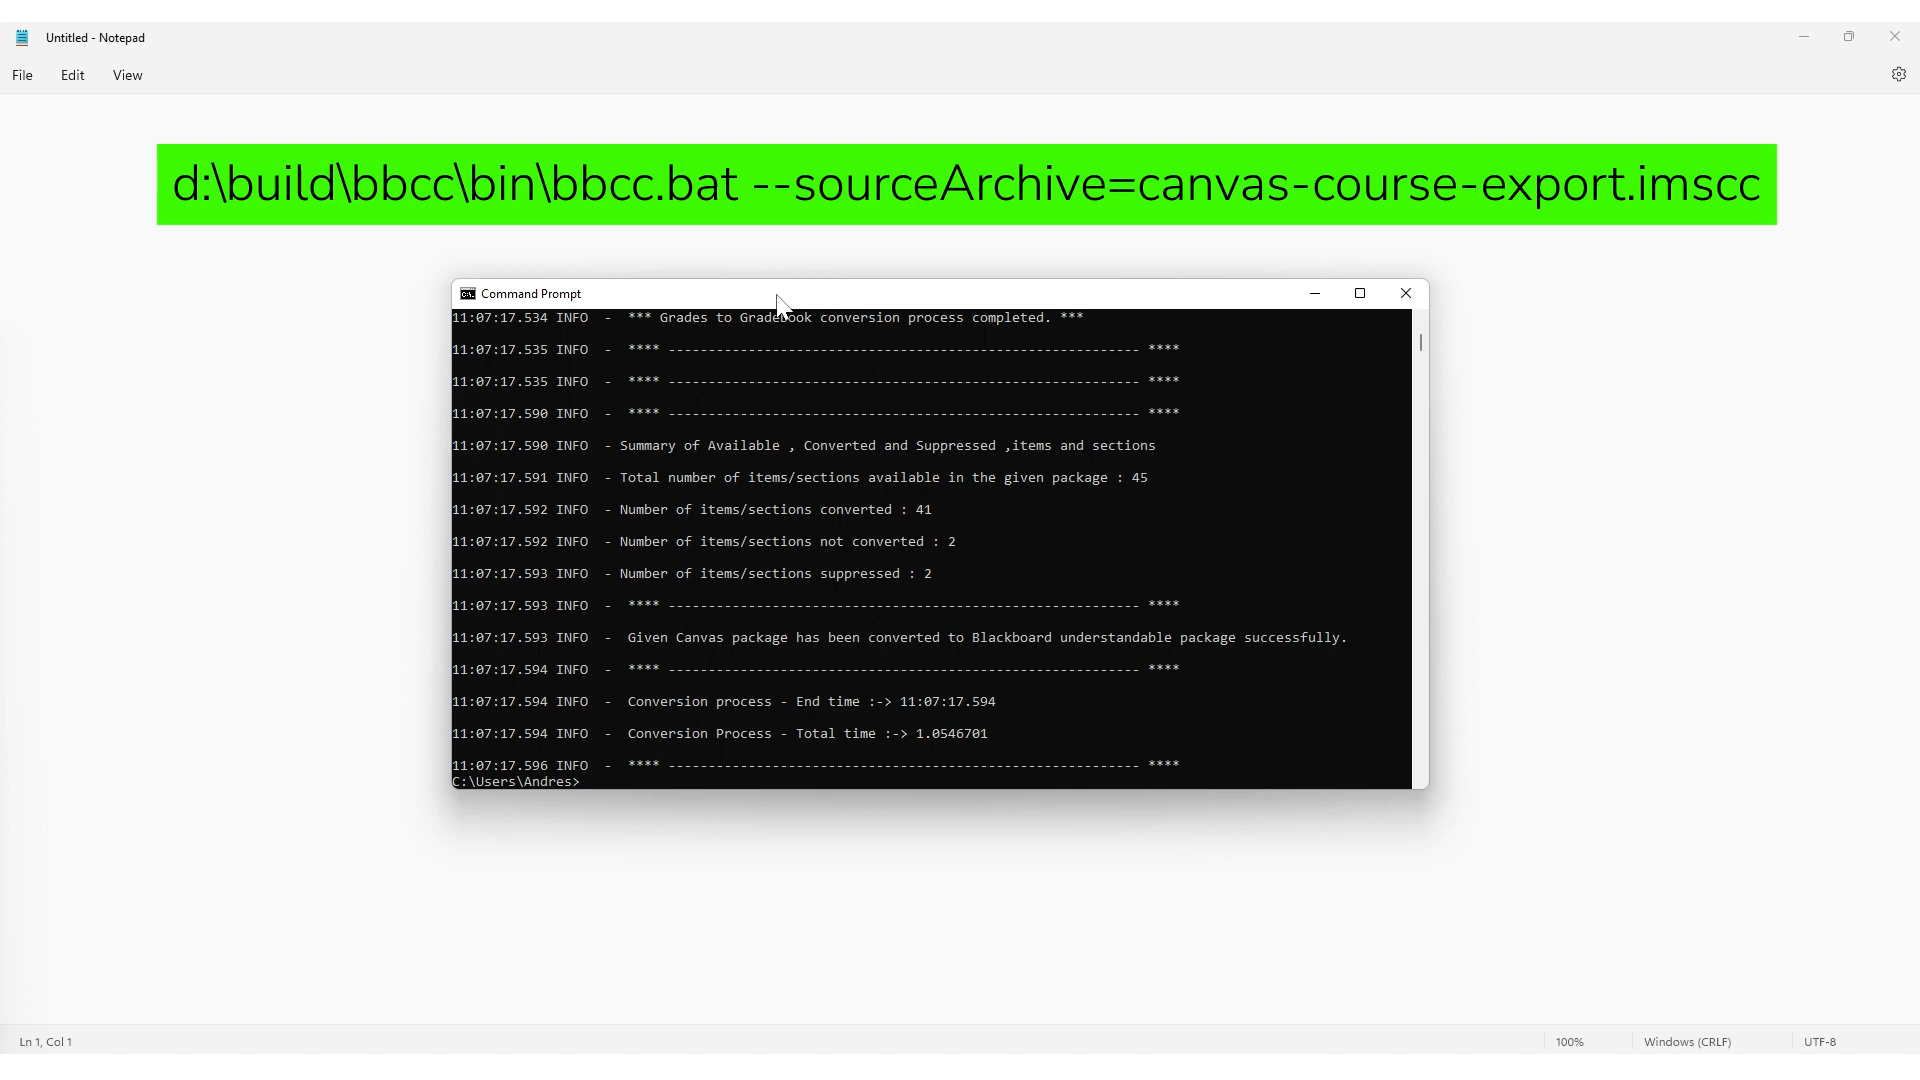 Untitled - Notepad
File Edit View
d:\build\bbcc\bin\bbcc.bat --sourceArchive=canvas-course-export.imscc
Command Prompt
11:07:17.534 INFO - *** Grades to Gradebook conversion process completed. ***
11:07:17.535 INFO - **** ----------------------------------------------------------- ****
11:07:17.535 INFO - **** ----------------------------------------------------------- ****
11:07:17.590 INFO - **** ----------------------------------------------------------- ****
11:07:17.590 INFO - Summary of Available , Converted and Suppressed ,items and sections
11:07:17.591 INFO - Total number of items/sections available in the given package : 45
11:07:17.592 INFO - Number of items/sections converted : 41
11:07:17.592 INFO - Number of items/sections not converted : 2
11:07:17.593 INFO - Number of items/sections suppressed : 2
11:07:17.593 INFO - **** ----------------------------------------------------------- ****
11:07:17.593 INFO - Given Canvas package has been converted to Blackboard understandable package successfully.
11:07:17.594 INFO - **** ----------------------------------------------------------- ****
11:07:17.594 INFO - Conversion process - End time :-> 11:07:17.594
11:07:17.594 INFO - Conversion Process - Total time :-> 1.0546701
11:07:17.596 INFO - **** ----------------------------------------------------------- ****
C:\Users\Andres>
Ln 1, Col 1 100% Windows (CRLF) UTF-8